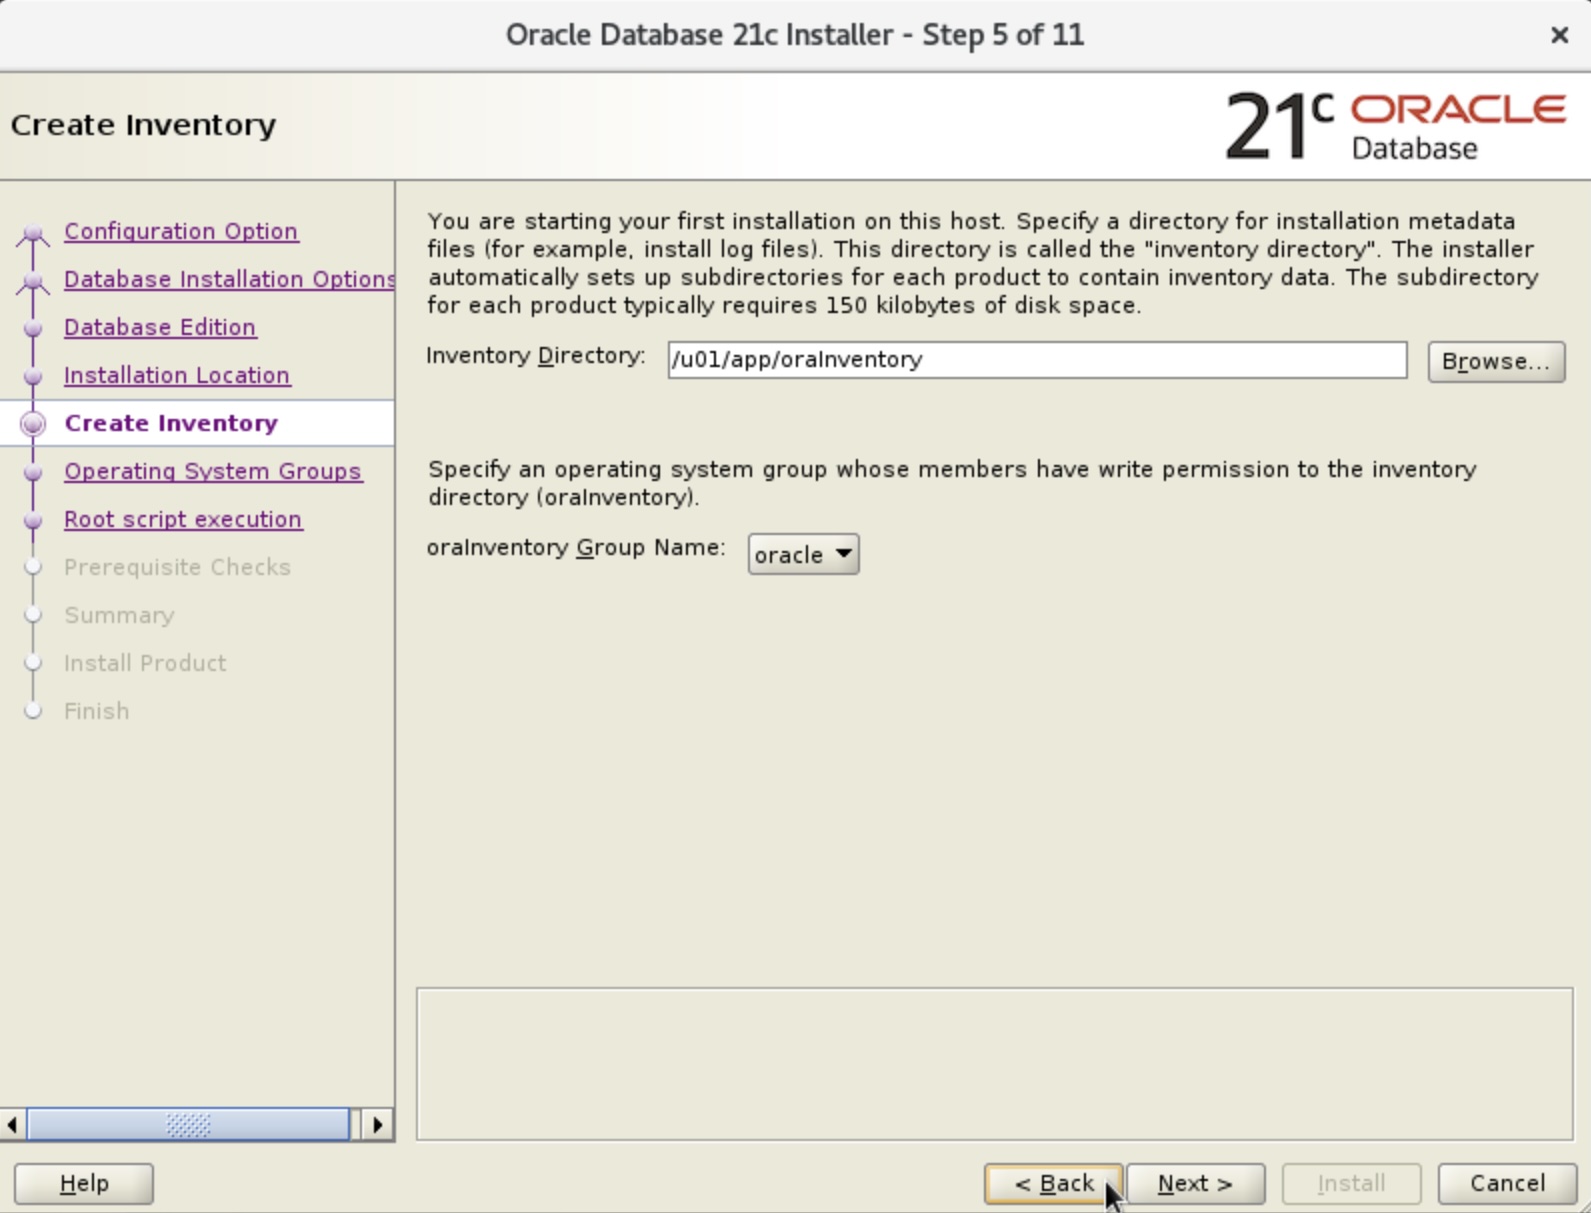 Oracle Database 21c Installer - Step 5 of 11
Create Inventory
21c ORACLE
Database
Configuration Option
Database Installation Options
Database Edition
Installation Location
Create Inventory
Operating System Groups
Root script execution
Prerequisite Checks
Summary
Install Product
Finish
You are starting your first installation on this host. Specify a directory for installation metadata
files (for example, install log files). This directory is called the "inventory directory". The installer
automatically sets up subdirectories for each product to contain inventory data. The subdirectory
for each product typically requires 150 kilobytes of disk space.
Inventory Directory: /u01/app/oraInventory Browse...
Specify an operating system group whose members have write permission to the inventory
directory (oraInventory).
oraInventory Group Name: oracle
Help < Back Next > Install Cancel